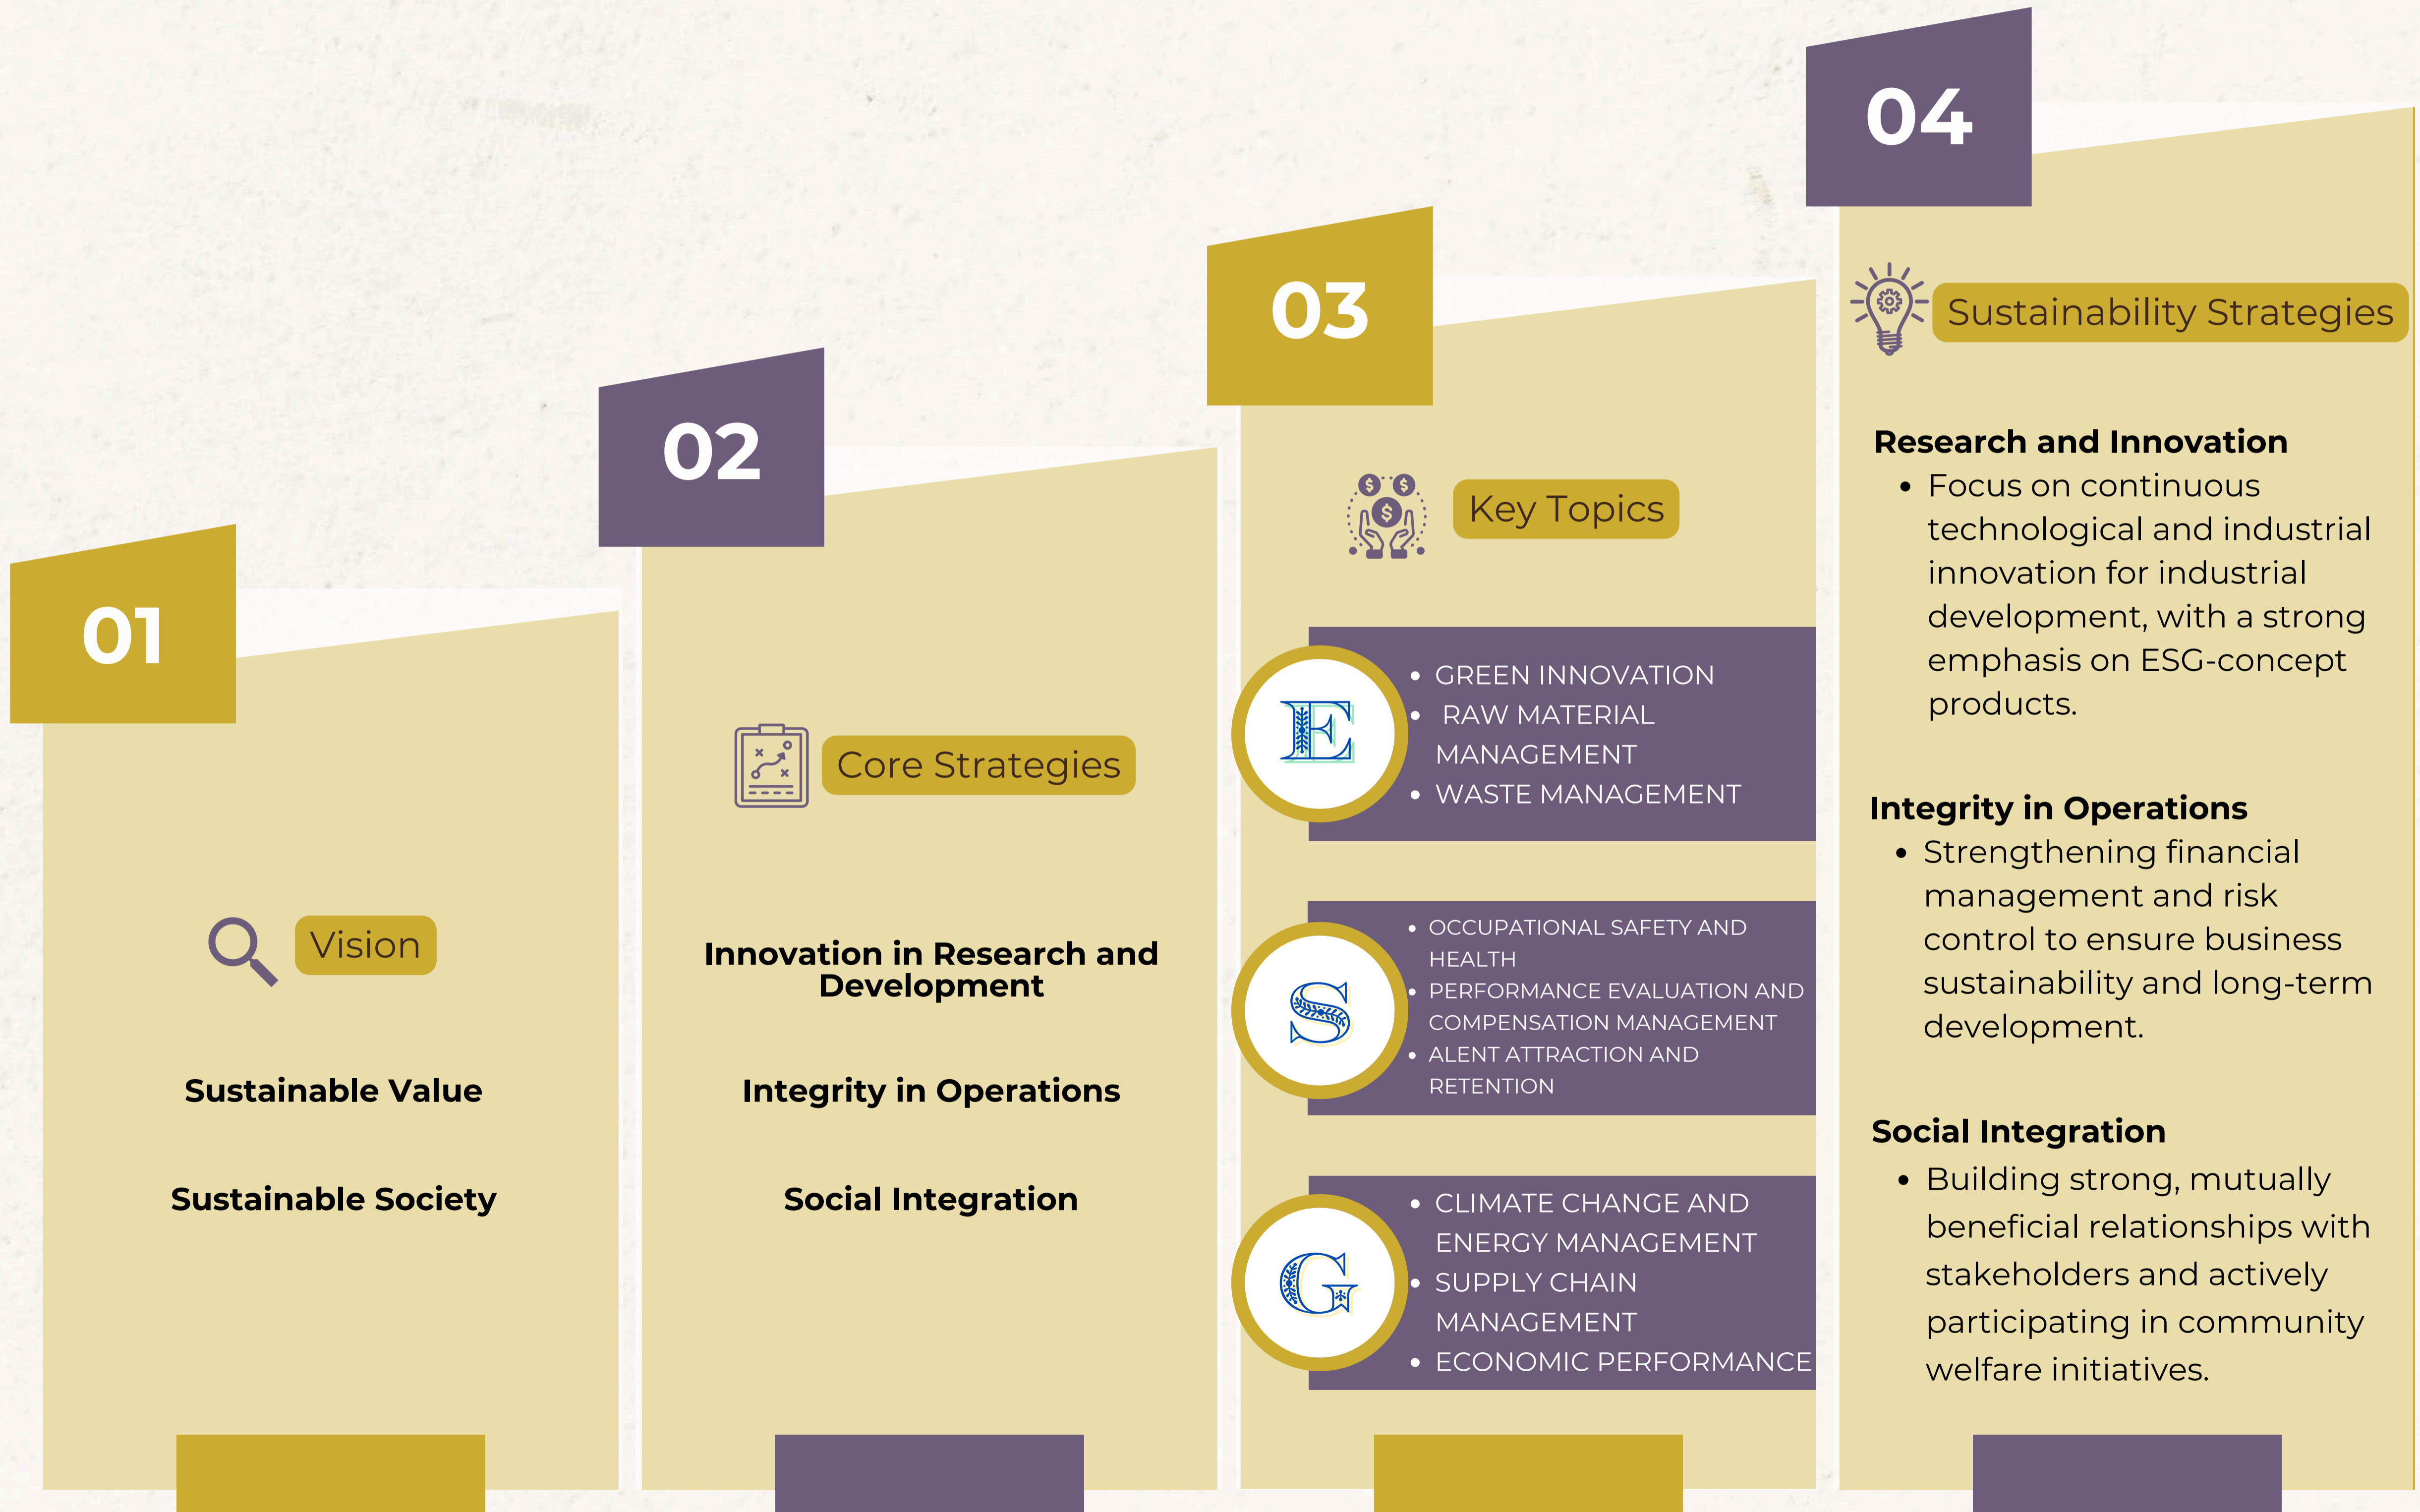 01
Vision
Sustainable Value
Sustainable Society
02
Core Strategies
Innovation in Research and
Development
Integrity in Operations
Social Integration
03
Key Topics
E
• GREEN INNOVATION
• RAW MATERIAL
MANAGEMENT
• WASTE MANAGEMENT
S
• OCCUPATIONAL SAFETY AND
HEALTH
• PERFORMANCE EVALUATION AND
COMPENSATION MANAGEMENT
• ALENT ATTRACTION AND
RETENTION
G
• CLIMATE CHANGE AND
ENERGY MANAGEMENT
• SUPPLY CHAIN
MANAGEMENT
• ECONOMIC PERFORMANCE
04
Sustainability Strategies
Research and Innovation
• Focus on continuous
technological and industrial
innovation for industrial
development, with a strong
emphasis on ESG-concept
products.
Integrity in Operations
• Strengthening financial
management and risk
control to ensure business
sustainability and long-term
development.
Social Integration
• Building strong, mutually
beneficial relationships with
stakeholders and actively
participating in community
welfare initiatives.